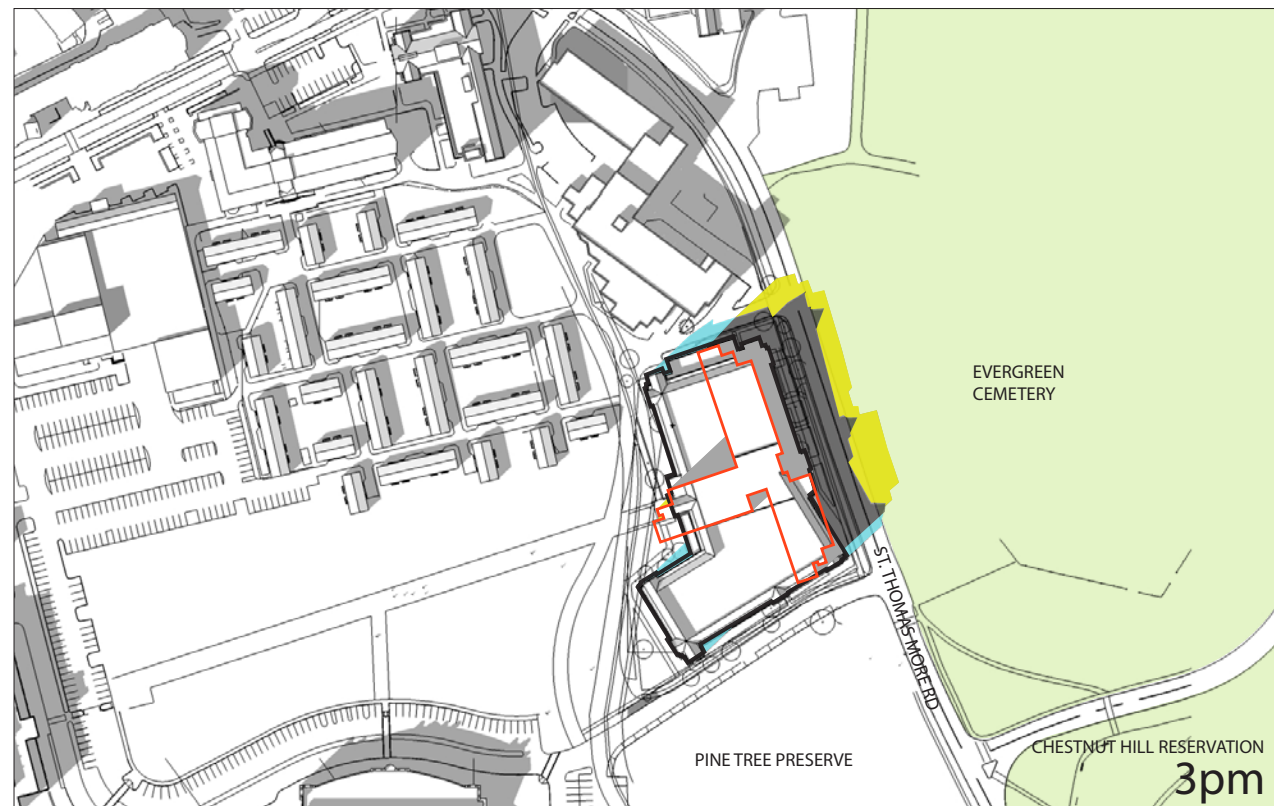 EVERGREEN
CEMETERY
ST. THOMAS MORE RD
PINE TREE PRESERVE
CHESTNUT HILL RESERVATION
3pm